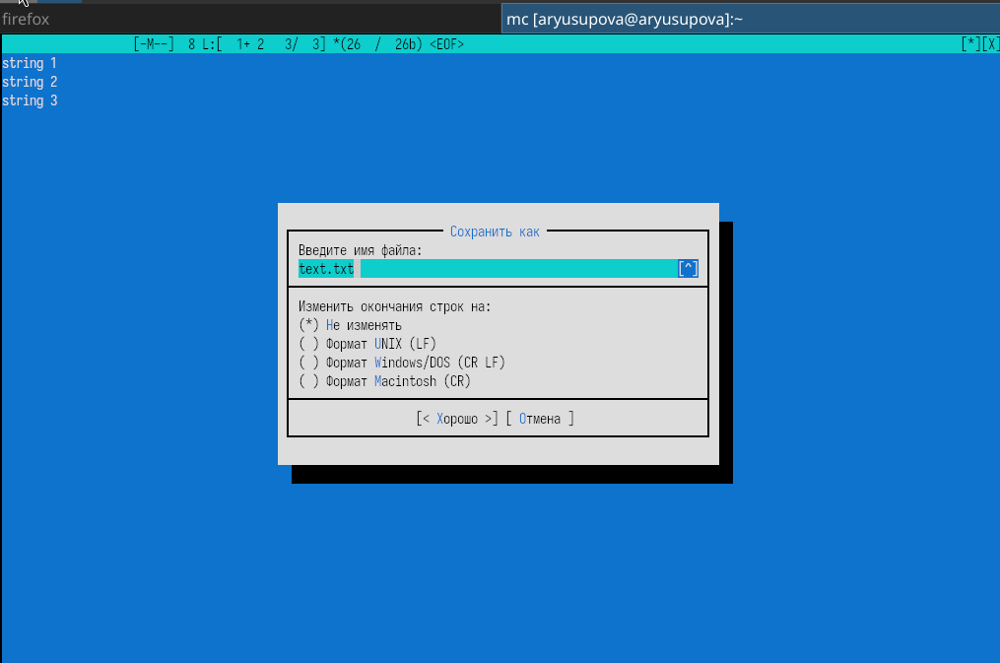 firefox
mc [aryusupova@aryusupova]:~
[-M--]  8 L:[  1+ 2   3/  3] *(26  /  26b) <EOF>
[*][X]
string 1
string 2
string 3
Сохранить как
Введите имя файла:
text.txt [^]
Изменить окончания строк на:
(*) Не изменять
( ) Формат UNIX (LF)
( ) Формат Windows/DOS (CR LF)
( ) Формат Macintosh (CR)
[< Хорошо >] [ Отмена ]